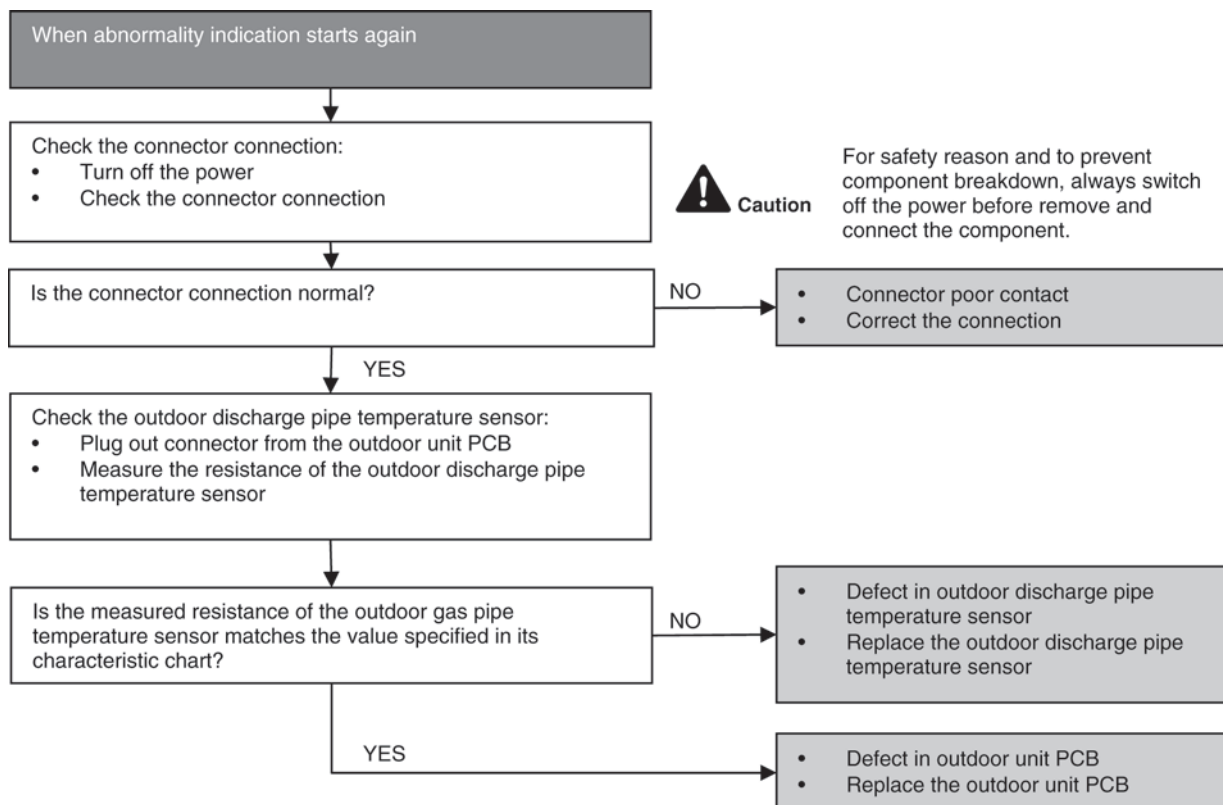 When abnormality indication starts again
Check the connector connection:
• Turn off the power
• Check the connector connection
Caution
For safety reason and to prevent
component breakdown, always switch
off the power before remove and
connect the component.
Is the connector connection normal?
NO
• Connector poor contact
• Correct the connection
YES
Check the outdoor discharge pipe temperature sensor:
• Plug out connector from the outdoor unit PCB
• Measure the resistance of the outdoor discharge pipe
temperature sensor
Is the measured resistance of the outdoor gas pipe
temperature sensor matches the value specified in its
characteristic chart?
NO
• Defect in outdoor discharge pipe
temperature sensor
• Replace the outdoor discharge pipe
temperature sensor
YES
• Defect in outdoor unit PCB
• Replace the outdoor unit PCB